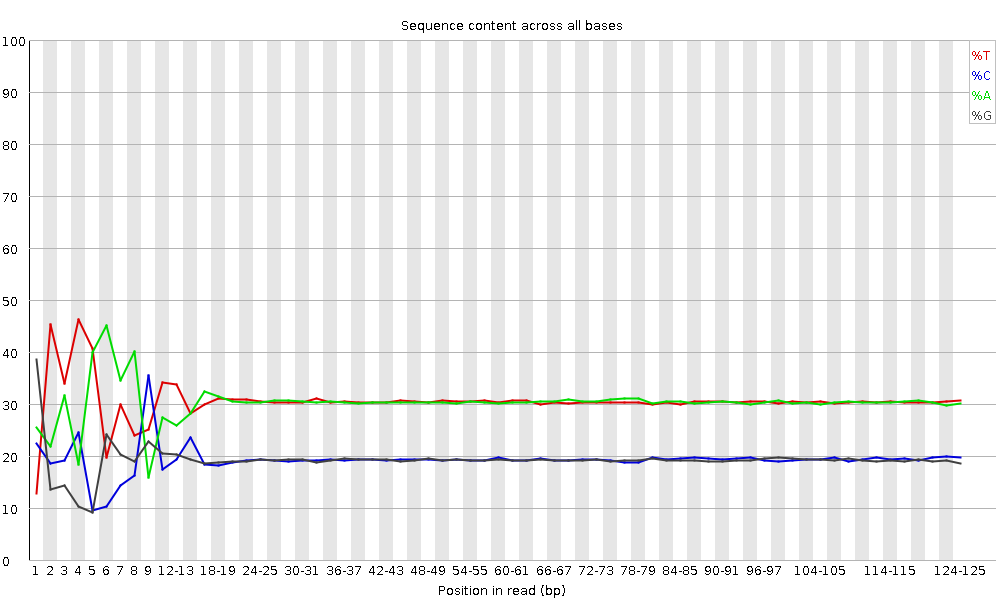 Sequence content across all bases
100
90
80
70
60
50
40
30
20
10
0
%T
%C
%A
%G
1 2 3 4 5 6 7 8 9 12-13 18-19 24-25 30-31 36-37 42-43 48-49 54-55 60-61 66-67 72-73 78-79 84-85 90-91 96-97 104-105 114-115 124-125
Position in read (bp)